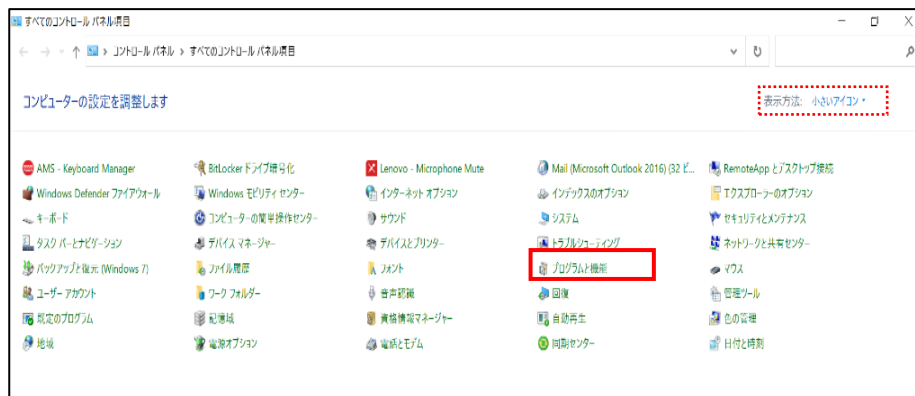 すべてのコントロール パネル項目
コントロール パネル › すべてのコントロール パネル項目
コンピューターの設定を調整します
表示方法: 小さいアイコン
AMS - Keyboard Manager
BitLocker ドライブ暗号化
Lenovo - Microphone Mute
Mail (Microsoft Outlook 2016) (32 ビ...
RemoteApp とデスクトップ接続
Windows Defender ファイアウォール
Windows モビリティ センター
インターネット オプション
インデックスのオプション
エクスプローラーのオプション
キーボード
コンピューターの簡単操作センター
サウンド
システム
セキュリティとメンテナンス
タスク バーとナビゲーション
デバイス マネージャー
デバイスとプリンター
トラブルシューティング
ネットワークと共有センター
バックアップと復元 (Windows 7)
ファイル履歴
フォント
プログラムと機能
マウス
ユーザー アカウント
ワーク フォルダー
音声認識
回復
管理ツール
既定のプログラム
記憶域
資格情報マネージャー
自動再生
色の管理
地域
電源オプション
電話とモデム
同期センター
日付と時刻